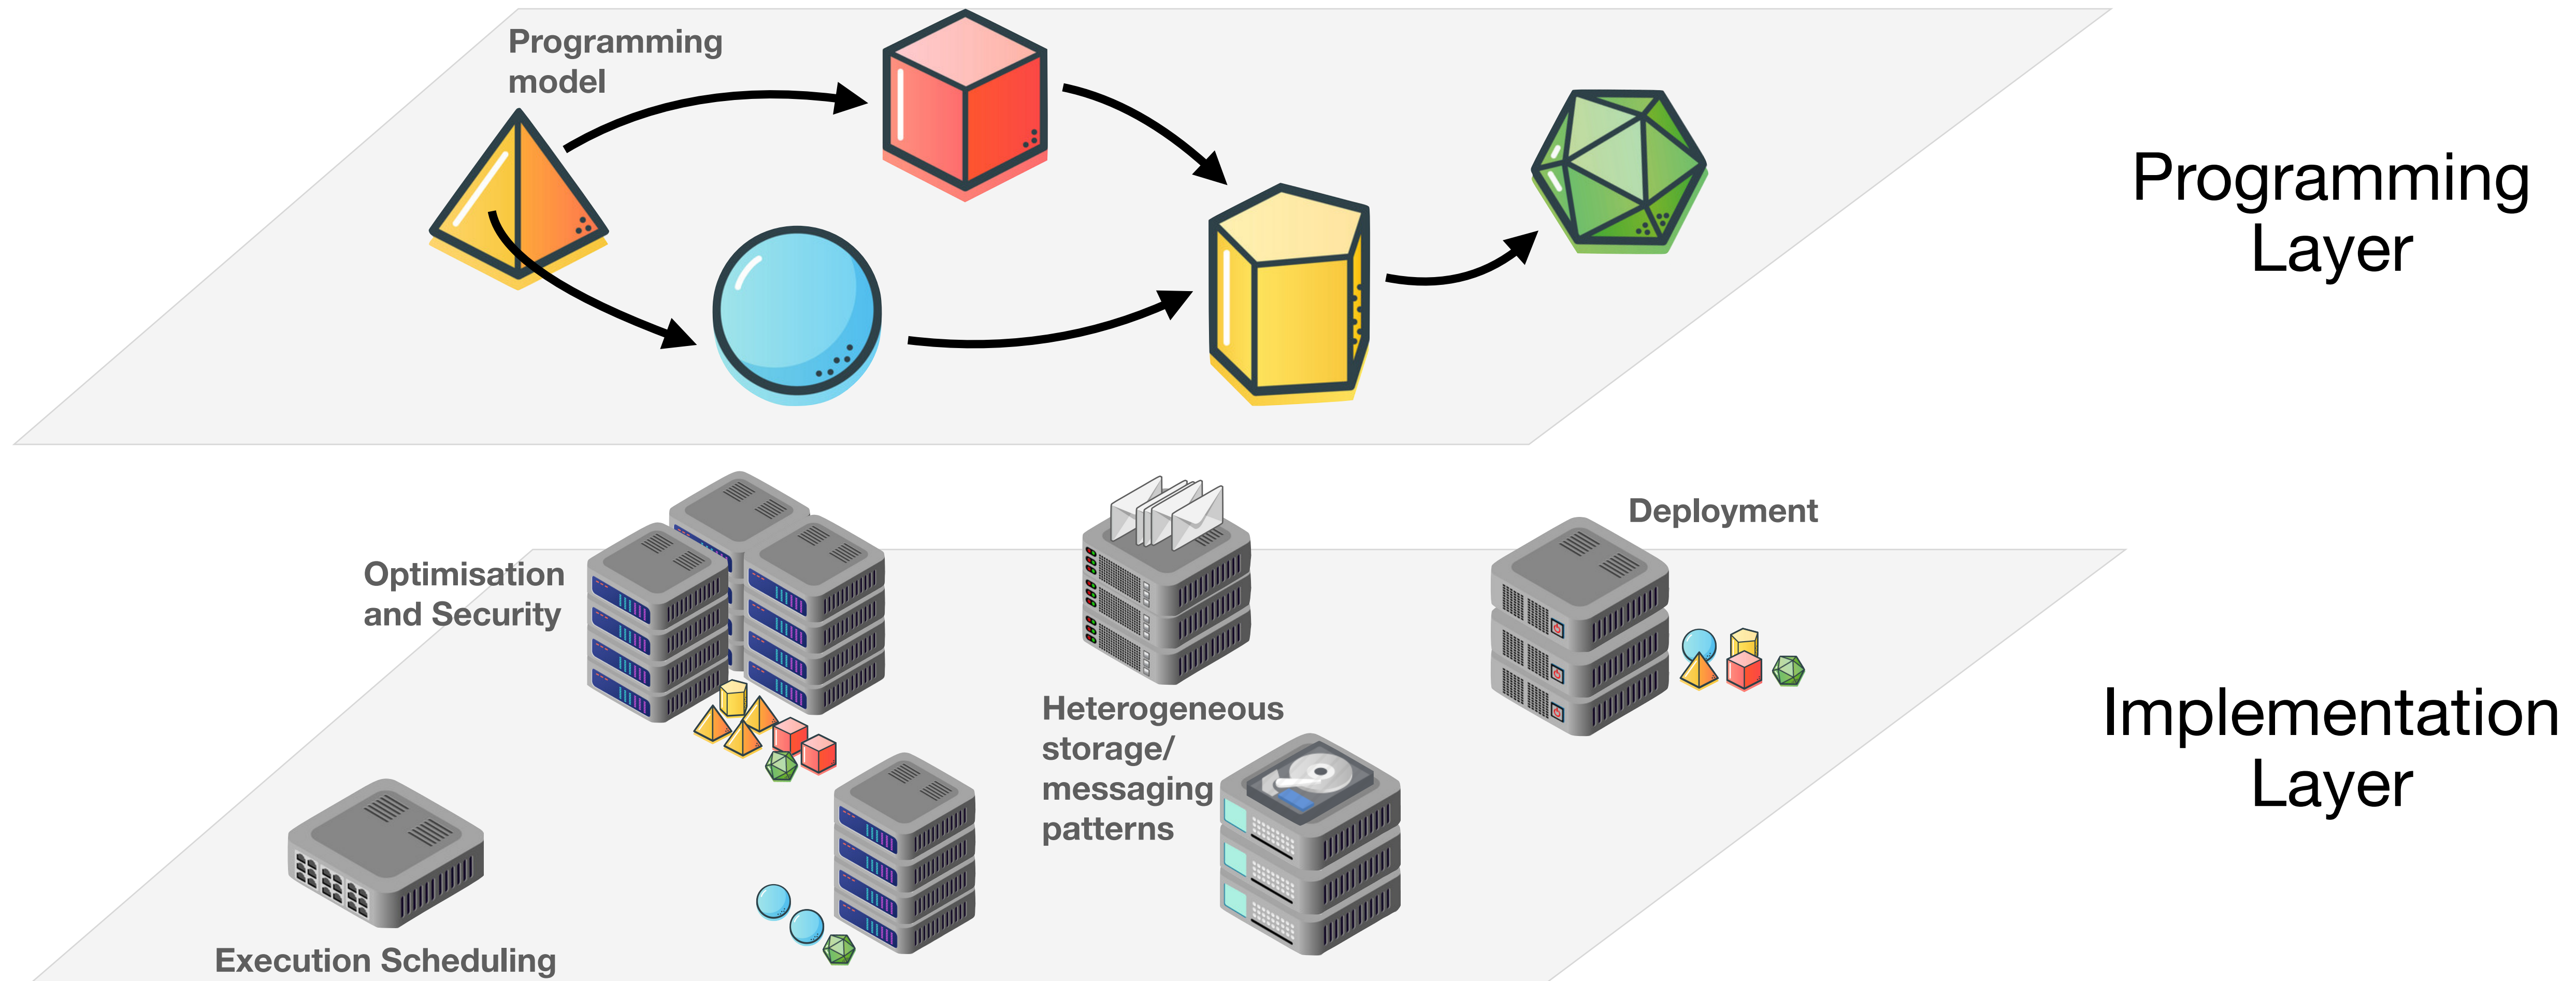 Programming
model
Programming
Layer
Deployment
Optimisation
and Security
Heterogeneous
storage/
messaging
patterns
Implementation
Layer
Execution Scheduling